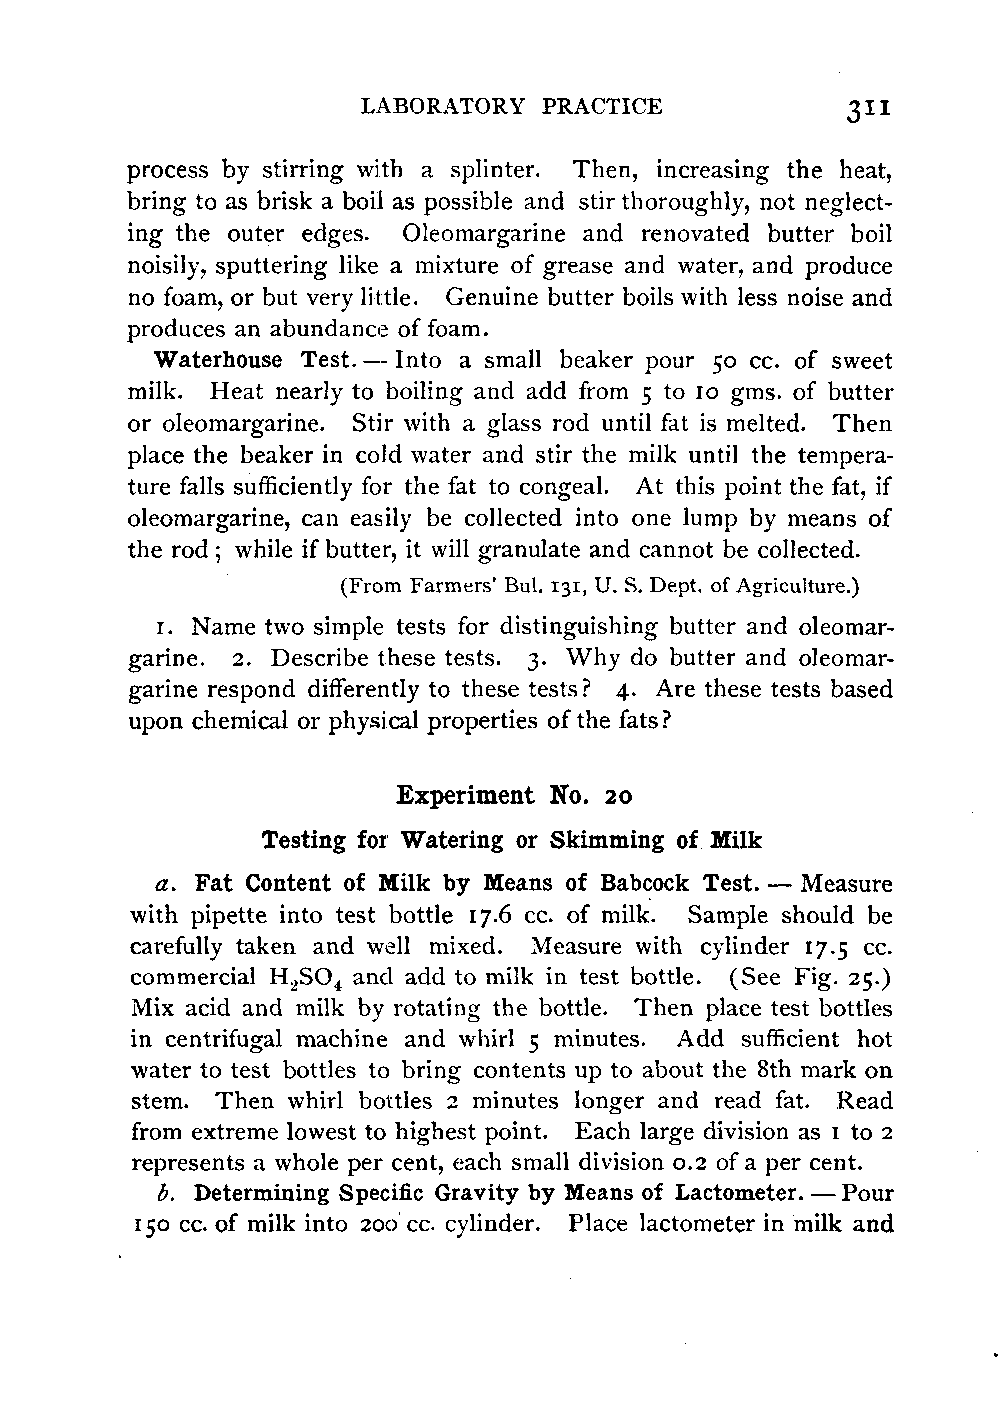 LABORATORY PRACTICE 311
process by stirring with a splinter. Then, increasing the heat,
bring to as brisk a boil as possible and stir thoroughly, not neglect-
ing the outer edges. Oleomargarine and renovated butter boil
noisily, sputtering like a mixture of grease and water, and produce
no foam, or but very little. Genuine butter boils with less noise and
produces an abundance of foam.
Waterhouse Test. — Into a small beaker pour 50 cc. of sweet
milk. Heat nearly to boiling and add from 5 to 10 gms. of butter
or oleomargarine. Stir with a glass rod until fat is melted. Then
place the beaker in cold water and stir the milk until the tempera-
ture falls sufficiently for the fat to congeal. At this point the fat, if
oleomargarine, can easily be collected into one lump by means of
the rod; while if butter, it will granulate and cannot be collected.
(From Farmers' Bul. 131, U. S. Dept. of Agriculture.)
1. Name two simple tests for distinguishing butter and oleomar-
garine. 2. Describe these tests. 3. Why do butter and oleomar-
garine respond differently to these tests? 4. Are these tests based
upon chemical or physical properties of the fats?
Experiment No. 20
Testing for Watering or Skimming of Milk
a. Fat Content of Milk by Means of Babcock Test. — Measure
with pipette into test bottle 17.6 cc. of milk. Sample should be
carefully taken and well mixed. Measure with cylinder 17.5 cc.
commercial H₂SO₄ and add to milk in test bottle. (See Fig. 25.)
Mix acid and milk by rotating the bottle. Then place test bottles
in centrifugal machine and whirl 5 minutes. Add sufficient hot
water to test bottles to bring contents up to about the 8th mark on
stem. Then whirl bottles 2 minutes longer and read fat. Read
from extreme lowest to highest point. Each large division as 1 to 2
represents a whole per cent, each small division 0.2 of a per cent.
b. Determining Specific Gravity by Means of Lactometer. — Pour
150 cc. of milk into 200 cc. cylinder. Place lactometer in milk and